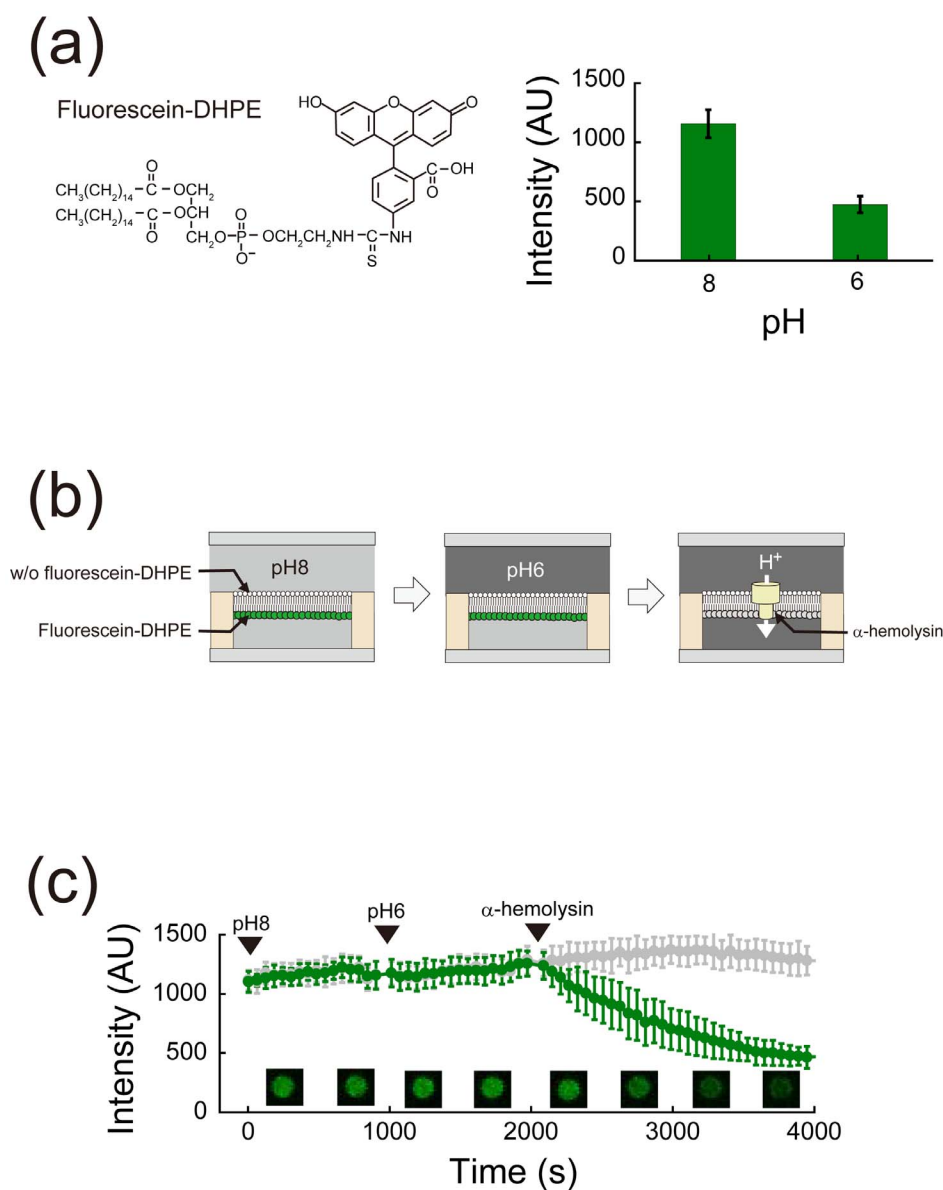 (a)
Fluorescein-DHPE
HO
O
O
O
C-OH
O
O
CH3(CH2)14 C-OCH2
CH3(CH2)14 C-OCH
O
O
CH2O-P-OCH2CH2NH-C-NH
O-
S
Intensity (AU)
1500
1000
500
0
8
6
pH
(b)
w/o fluorescein-DHPE
Fluorescein-DHPE
pH8
pH6
H+
α-hemolysin
(c)
pH8
pH6
α-hemolysin
Intensity (AU)
1500
1000
500
0
0
1000
2000
3000
4000
Time (s)